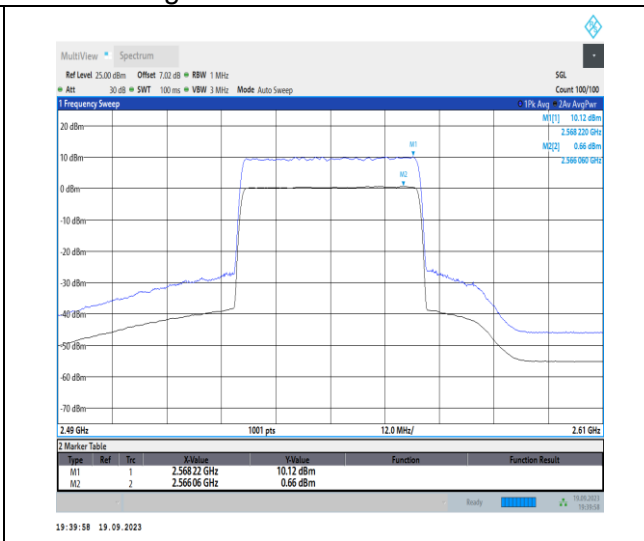 MultiView Spectrum
Ref Level 25.00 dBm Offset 7.02 dB RBW 1 MHz SGL
Att 30 dB SWT 100 ms VBW 3 MHz Mode Auto Sweep Count 100/100
1 Frequency Sweep 1Pk Avg 2Av AvgPwr
M1[1] 10.12 dBm
2.568 220 GHz
M2[2] 0.66 dBm
2.566 060 GHz
20 dBm
M1
10 dBm
M2
0 dBm
-10 dBm
-20 dBm
-30 dBm
-40 dBm
-50 dBm
-60 dBm
-70 dBm
2.49 GHz 1001 pts 12.0 MHz/ 2.61 GHz
2 Marker Table
Type Ref Trc X-Value Y-Value Function Function Result
M1 1 2.568 22 GHz 10.12 dBm
M2 2 2.566 06 GHz 0.66 dBm
Ready 19.09.2023
19:39:58
19:39:58 19.09.2023